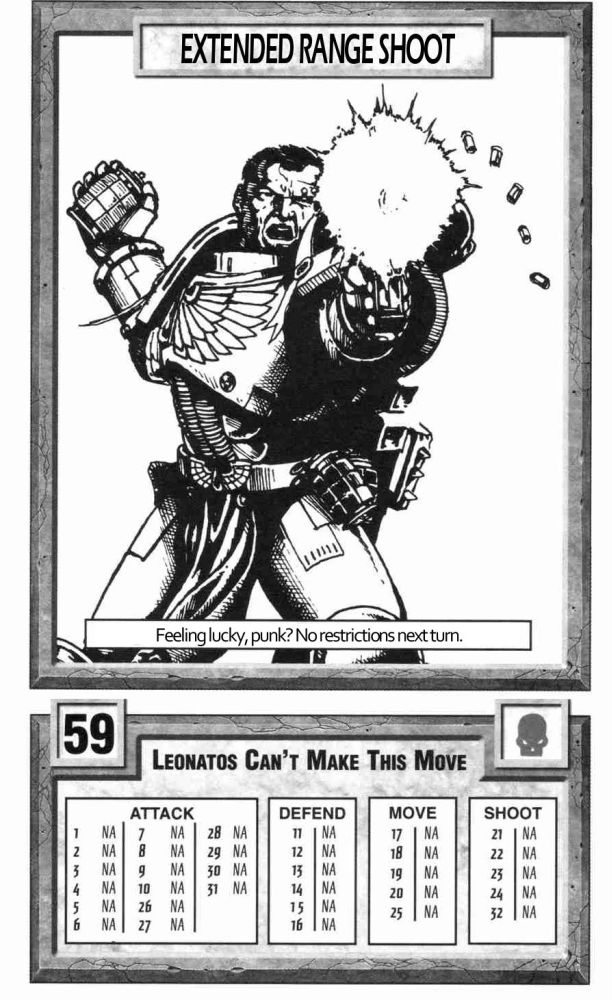 EXTENDED RANGE SHOOT
Feeling lucky, punk? No restrictions next turn.
59
LEONATOS CAN'T MAKE THIS MOVE
ATTACK DEFEND MOVE SHOOT
1 NA 7 NA 28 NA 11 NA 17 NA 21 NA
2 NA 8 NA 29 NA 12 NA 18 NA 22 NA
3 NA 9 NA 30 NA 13 NA 19 NA 23 NA
4 NA 10 NA 31 NA 14 NA 20 NA 24 NA
5 NA 26 NA 15 NA 25 NA 32 NA
6 NA 27 NA 16 NA